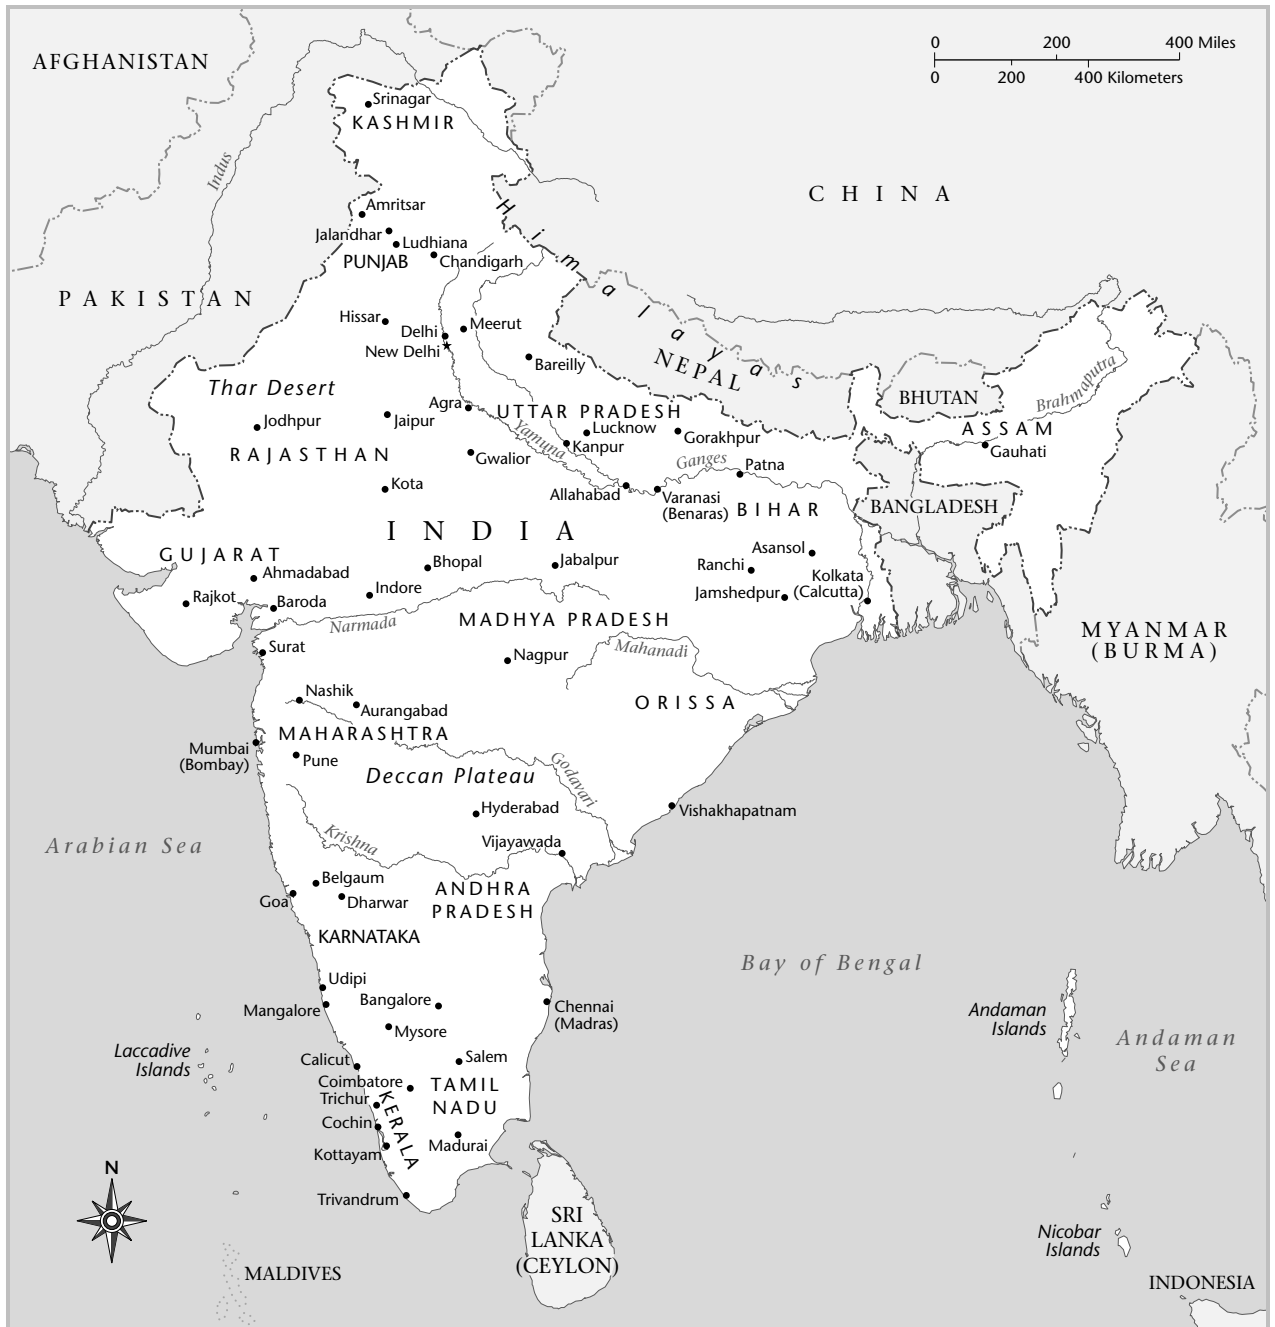 0 200 400 Miles
0 200 400 Kilometers
AFGHANISTAN
Srinagar
KASHMIR
Indus
CHINA
Amritsar
Jalandhar
Ludhiana
PUNJAB
Chandigarh
Himalayas
PAKISTAN
Hissar
Delhi
Meerut
New Delhi
Bareilly
NEPAL
Thar Desert
BHUTAN
Brahmaputra
Agra
UTTAR PRADESH
Jodhpur
Jaipur
Lucknow
Yamuna
Kanpur
Gorakhpur
ASSAM
Gauhati
RAJASTHAN
Gwalior
Ganges
Patna
Kota
Allahabad
Varanasi
(Benaras)
BIHAR
BANGLADESH
INDIA
GUJARAT
Ahmadabad
Bhopal
Jabalpur
Asansol
Ranchi
Kolkata
(Calcutta)
Rajkot
Baroda
Indore
Jamshedpur
Narmada
MADHYA PRADESH
MYANMAR
(BURMA)
Surat
Nagpur
Mahanadi
Nashik
Aurangabad
ORISSA
MAHARASHTRA
Mumbai
(Bombay)
Pune
Deccan Plateau
Godavari
Hyderabad
Vishakhapatnam
Arabian Sea
Krishna
Vijayawada
Belgaum
Goa
Dharwar
ANDHRA
PRADESH
KARNATAKA
Bay of Bengal
Udipi
Mangalore
Bangalore
Chennai
(Madras)
Mysore
Andaman
Islands
Andaman
Sea
Laccadive
Islands
Calicut
Salem
Coimbatore
Trichur
TAMIL
NADU
KERALA
Cochin
Madurai
Kottayam
N
Trivandrum
SRI
LANKA
(CEYLON)
Nicobar
Islands
MALDIVES
INDONESIA